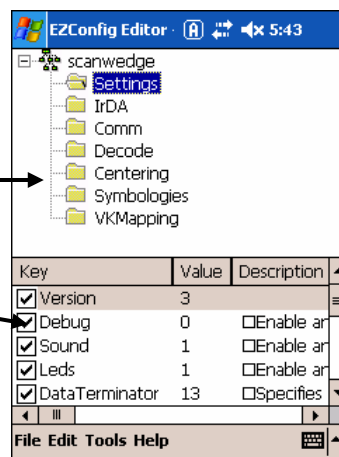 EZConfig Editor A 5:43
scanwedge
Settings
IrDA
Comm
Decode
Centering
Symbologies
VKMapping
Key Value Description
Version 3
Debug 0 Enable ar
Sound 1 Enable ar
Leds 1 Enable ar
DataTerminator 13 Specifies
File Edit Tools Help